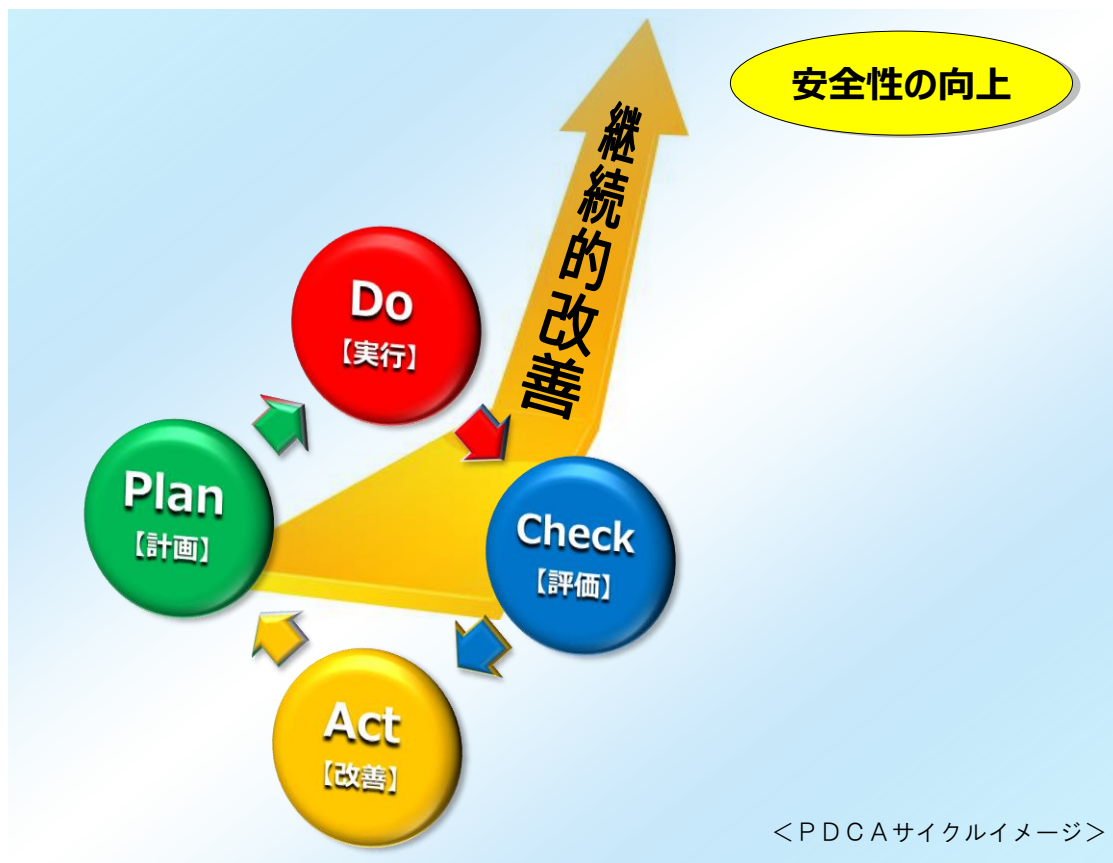 安全性の向上
継続的改善
Do
【実行】
Plan
【計画】
Check
【評価】
Act
【改善】
＜ＰＤＣＡサイクルイメージ＞